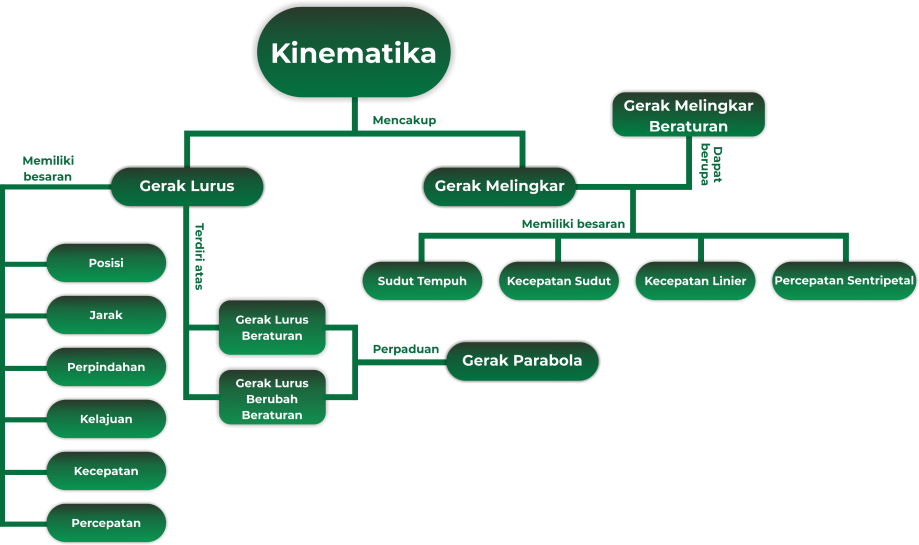 Kinematika
Mencakup
Gerak Melingkar
Beraturan
Dapat
berupa
Memiliki
besaran
Gerak Lurus
Gerak Melingkar
Memiliki besaran
Terdiri atas
Posisi
Jarak
Perpindahan
Kelajuan
Kecepatan
Percepatan
Sudut Tempuh
Kecepatan Sudut
Kecepatan Linier
Percepatan Sentripetal
Gerak Lurus
Beraturan
Gerak Lurus
Berubah
Beraturan
Perpaduan
Gerak Parabola